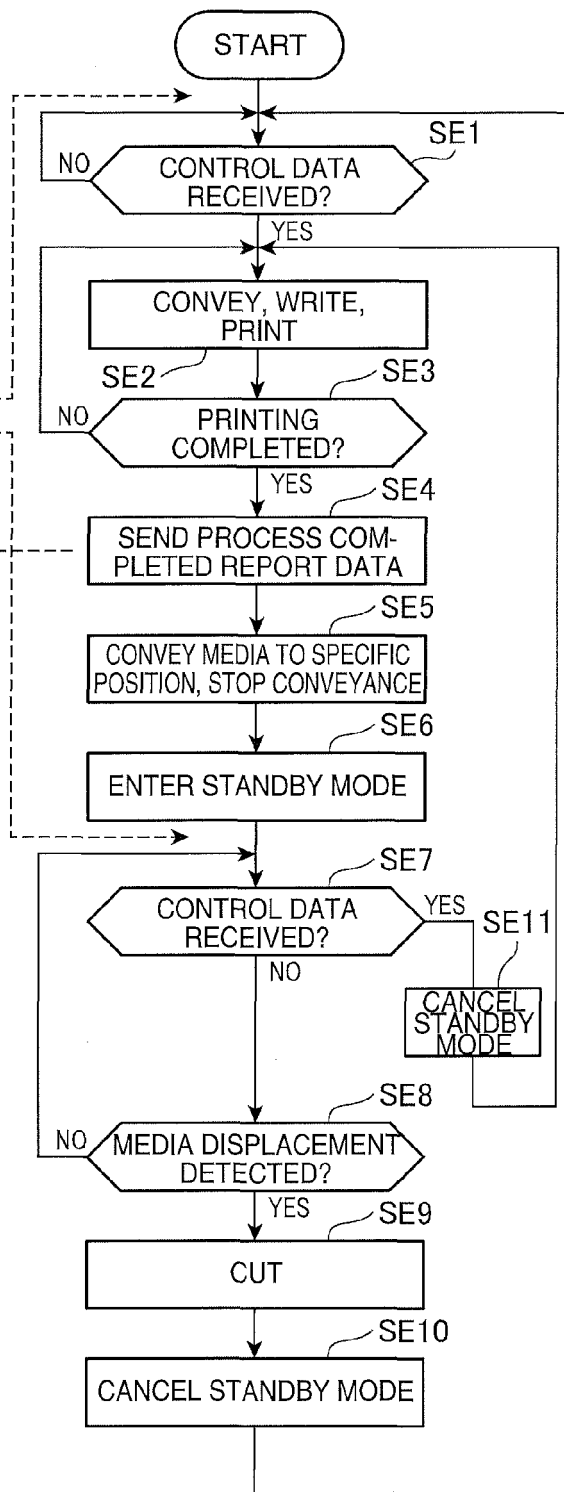 START
SE1
NO
CONTROL DATA
RECEIVED?
YES
CONVEY, WRITE,
PRINT
SE2
SE3
NO
PRINTING
COMPLETED?
YES
SE4
SEND PROCESS COM-
PLETED REPORT DATA
SE5
CONVEY MEDIA TO SPECIFIC
POSITION, STOP CONVEYANCE
SE6
ENTER STANDBY MODE
SE7
CONTROL DATA
RECEIVED?
YES
NO
SE11
CANCEL
STANDBY
MODE
SE8
NO
MEDIA DISPLACEMENT
DETECTED?
YES
SE9
CUT
SE10
CANCEL STANDBY MODE